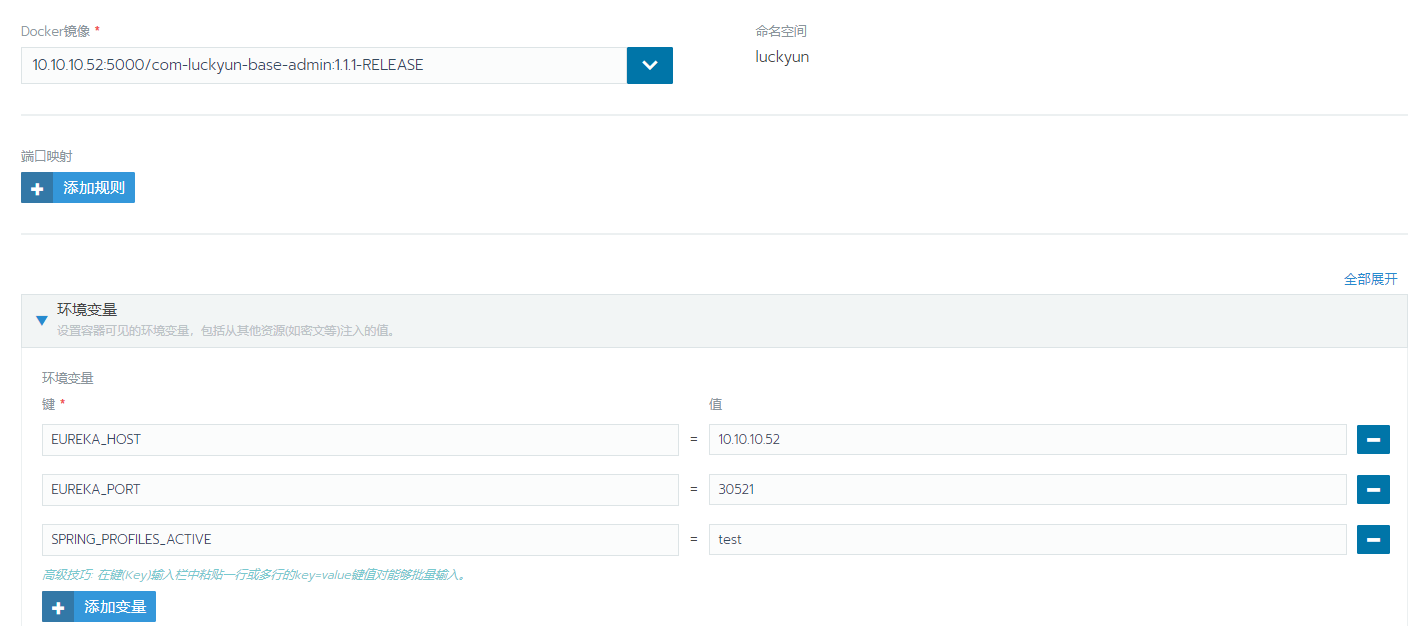 Docker镜像 *
10.10.10.52:5000/com-luckyun-base-admin:1.1.1-RELEASE
命名空间
luckyun
端口映射
添加规则
全部展开
环境变量
设置容器可见的环境变量，包括从其他资源(如密文等)注入的值。
环境变量
键 * 值
EUREKA_HOST = 10.10.10.52
EUREKA_PORT = 30521
SPRING_PROFILES_ACTIVE = test
高级技巧: 在键(Key)输入栏中粘贴一行或多行的key=value键值对能够批量输入。
添加变量